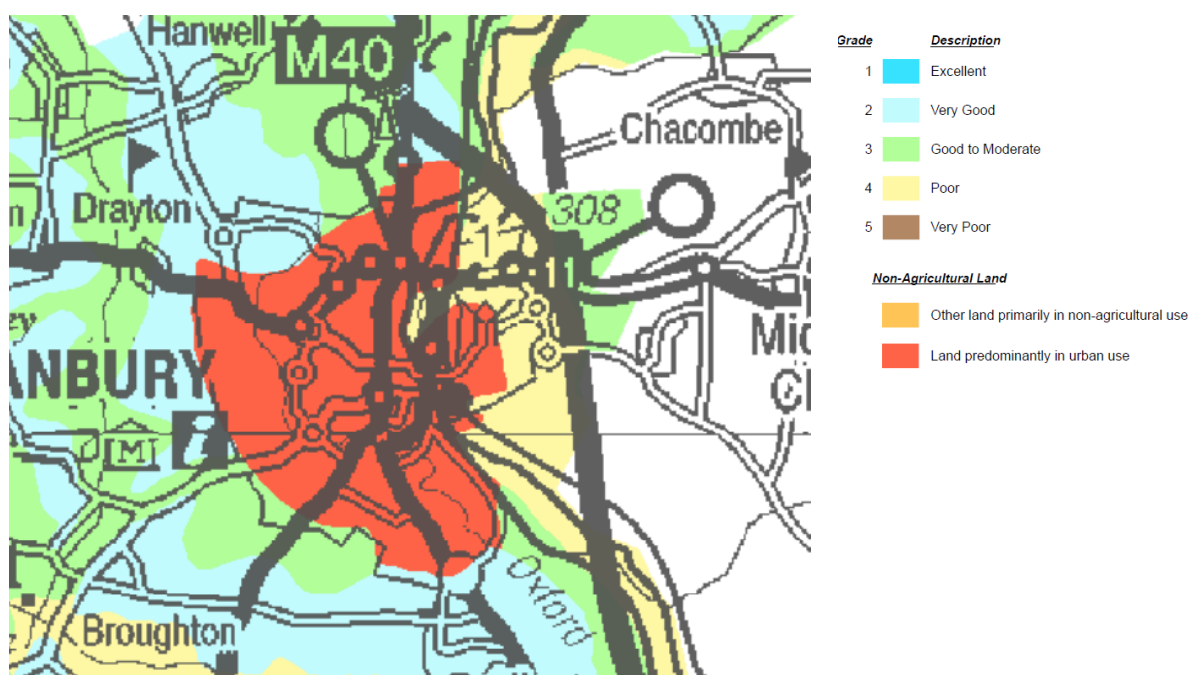 Hanwell
M40
Chacombe
Drayton
308
11
ANBURY
Mid
M
i
Oxford
Broughton
Grade Description
1 Excellent
2 Very Good
3 Good to Moderate
4 Poor
5 Very Poor
Non-Agricultural Land
Other land primarily in non-agricultural use
Land predominantly in urban use